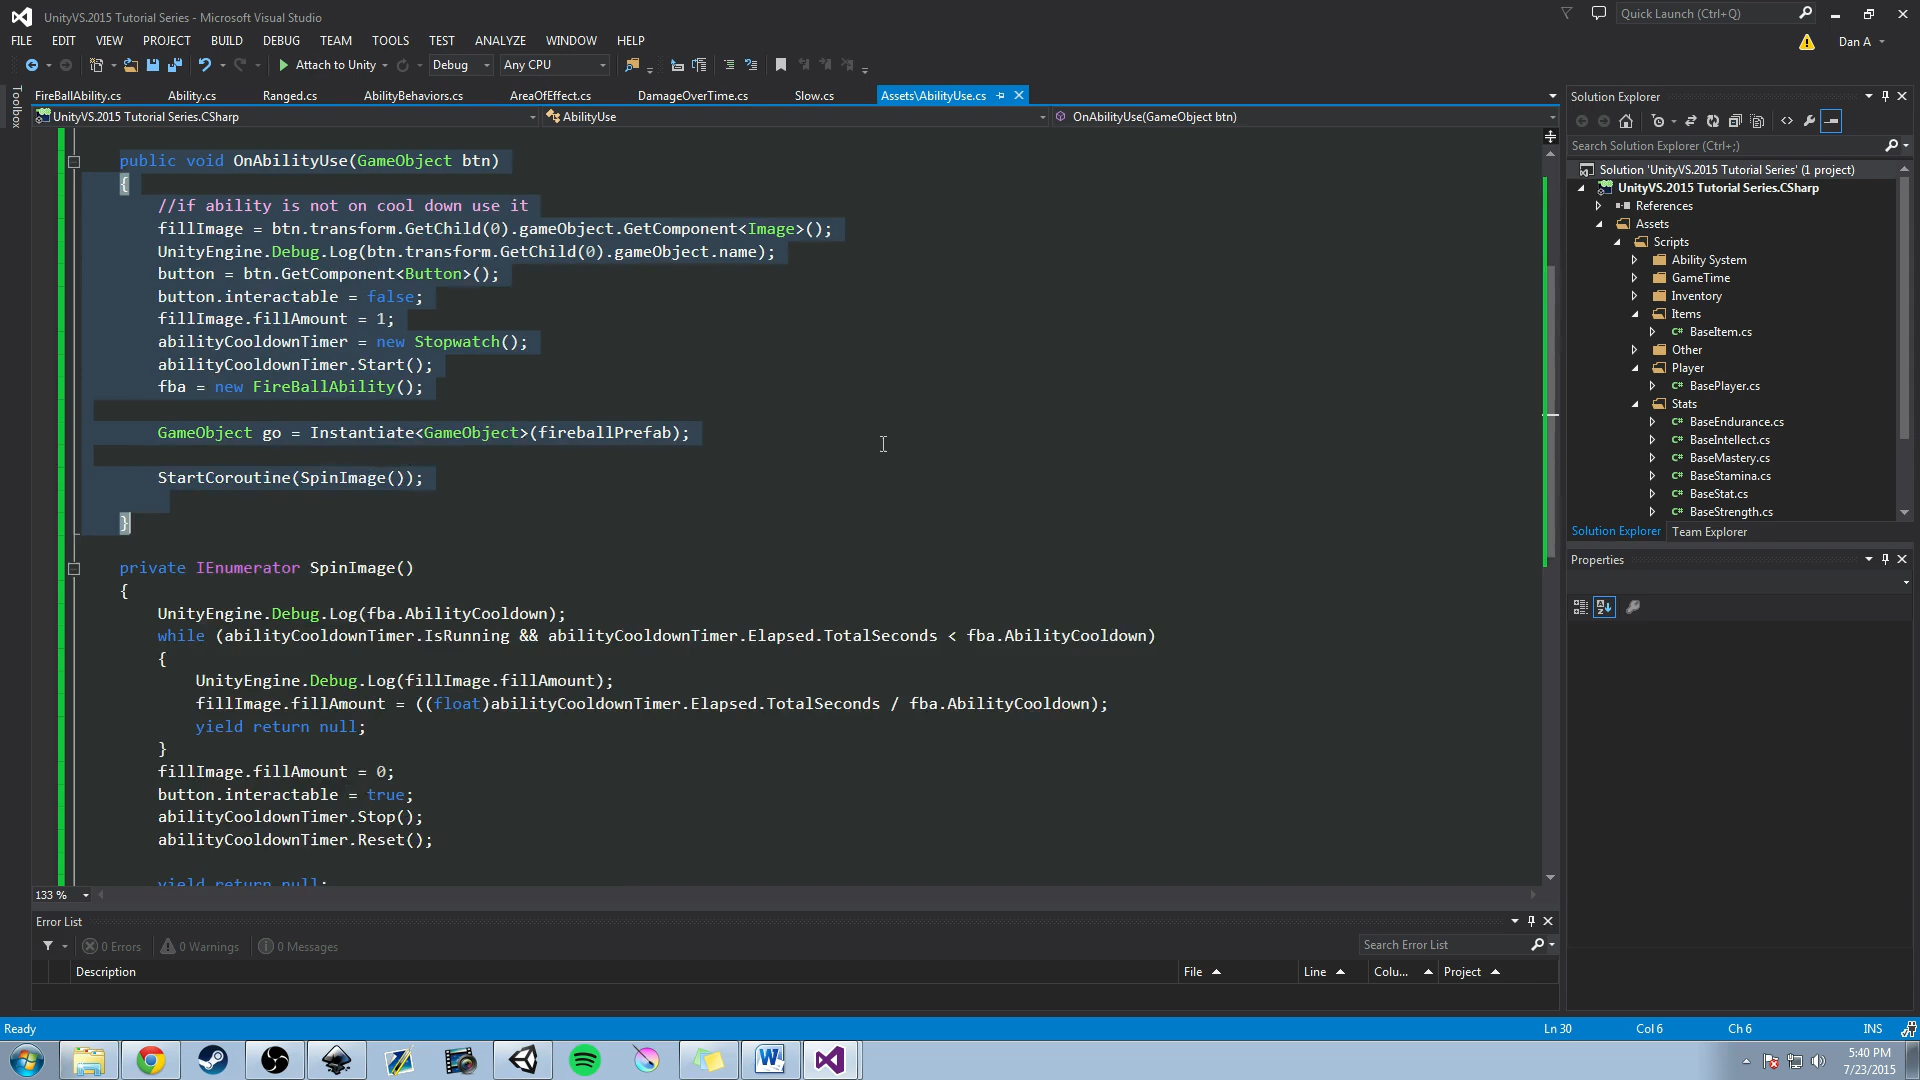 UnityVS.2015 Tutorial Series - Microsoft Visual Studio
Quick Launch (Ctrl+Q)
FILE EDIT VIEW PROJECT BUILD DEBUG TEAM TOOLS TEST ANALYZE WINDOW HELP
Dan A
Attach to Unity Debug Any CPU
Toolbox
FireBallAbility.cs Ability.cs Ranged.cs AbilityBehaviors.cs AreaOfEffect.cs DamageOverTime.cs Slow.cs Assets\AbilityUse.cs
UnityVS.2015 Tutorial Series.CSharp AbilityUse OnAbilityUse(GameObject btn)
public void OnAbilityUse(GameObject btn)
{
//if ability is not on cool down use it
fillImage = btn.transform.GetChild(0).gameObject.GetComponent<Image>();
UnityEngine.Debug.Log(btn.transform.GetChild(0).gameObject.name);
button = btn.GetComponent<Button>();
button.interactable = false;
fillImage.fillAmount = 1;
abilityCooldownTimer = new Stopwatch();
abilityCooldownTimer.Start();
fba = new FireBallAbility();
GameObject go = Instantiate<GameObject>(fireballPrefab);
StartCoroutine(SpinImage());
}
private IEnumerator SpinImage()
{
UnityEngine.Debug.Log(fba.AbilityCooldown);
while (abilityCooldownTimer.IsRunning && abilityCooldownTimer.Elapsed.TotalSeconds < fba.AbilityCooldown)
{
UnityEngine.Debug.Log(fillImage.fillAmount);
fillImage.fillAmount = ((float)abilityCooldownTimer.Elapsed.TotalSeconds / fba.AbilityCooldown);
yield return null;
}
fillImage.fillAmount = 0;
button.interactable = true;
abilityCooldownTimer.Stop();
abilityCooldownTimer.Reset();
yield return null;
133 %
Solution Explorer
Search Solution Explorer (Ctrl+;)
Solution 'UnityVS.2015 Tutorial Series' (1 project)
UnityVS.2015 Tutorial Series.CSharp
References
Assets
Scripts
Ability System
GameTime
Inventory
Items
C# BaseItem.cs
Other
Player
C# BasePlayer.cs
Stats
C# BaseEndurance.cs
C# BaseIntellect.cs
C# BaseMastery.cs
C# BaseStamina.cs
C# BaseStat.cs
C# BaseStrength.cs
Solution Explorer Team Explorer
Properties
Error List
0 Errors 0 Warnings 0 Messages
Search Error List
Description File Line Colu... Project
Ready Ln 30 Col 6 Ch 6 INS
5:40 PM
7/23/2015